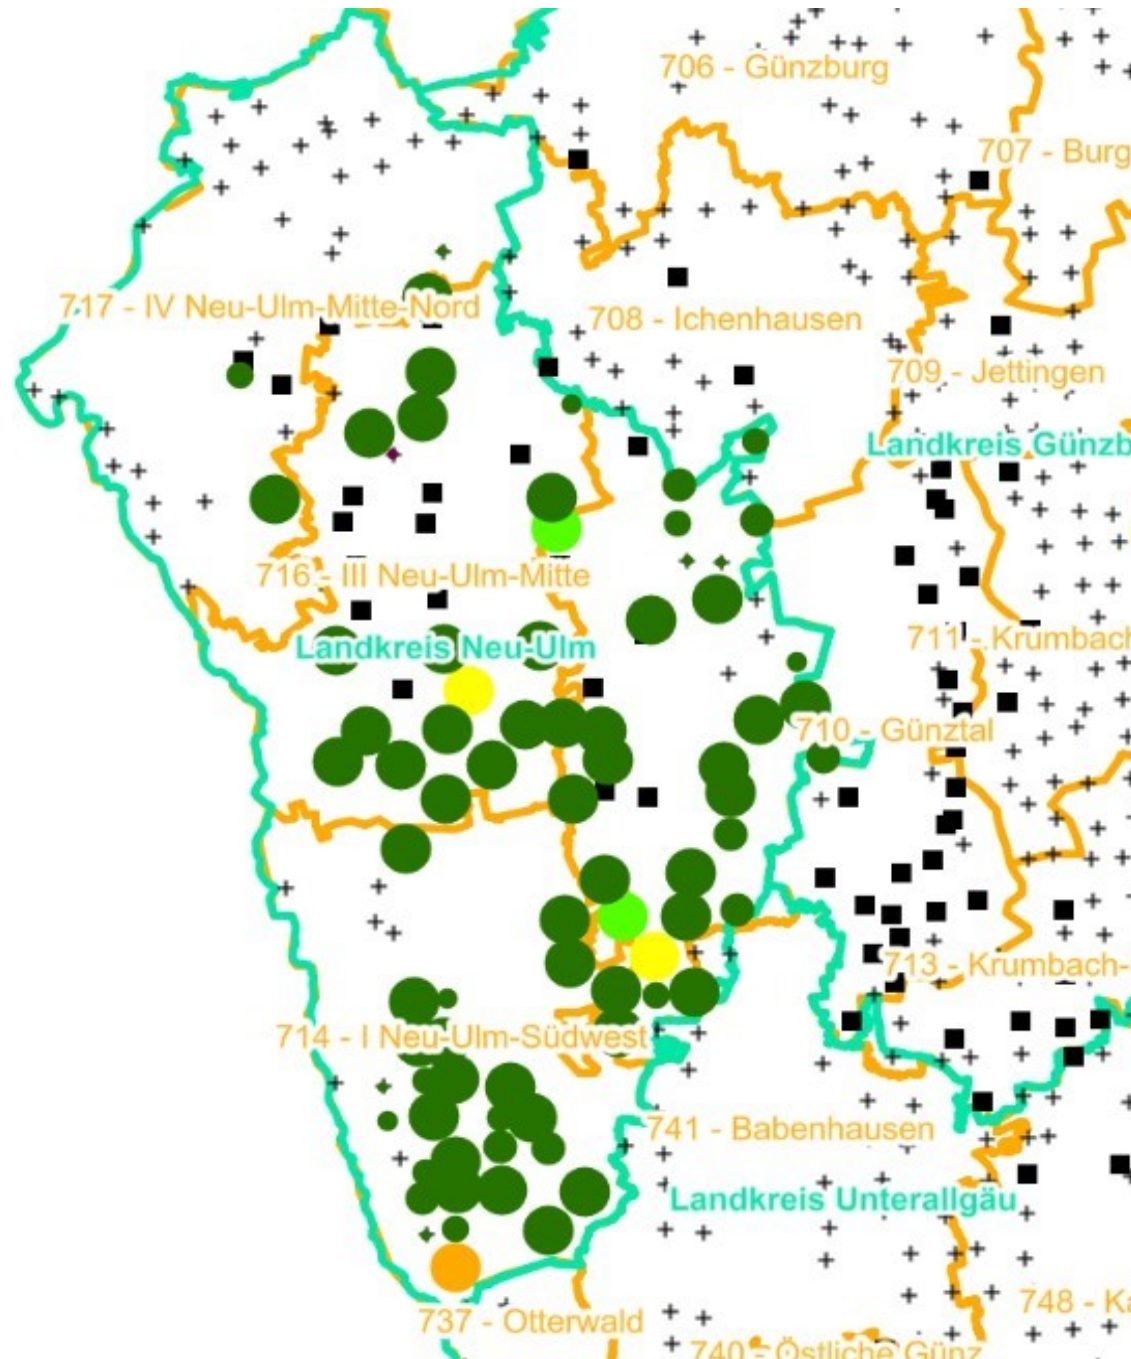 706 - Günzburg
707 - Burg
717 - IV Neu-Ulm-Mitte-Nord
708 - Ichenhausen
709 - Jettingen
Landkreis Günzb
716 - III Neu-Ulm-Mitte
711 - Krumbach
Landkreis Neu-Ulm
710 - Günztal
713 - Krumbach-
714 - I Neu-Ulm-Südwest
741 - Babenhausen
Landkreis Unterallgäu
748 - Ka
737 - Otterwald
740 - Östliche Günz